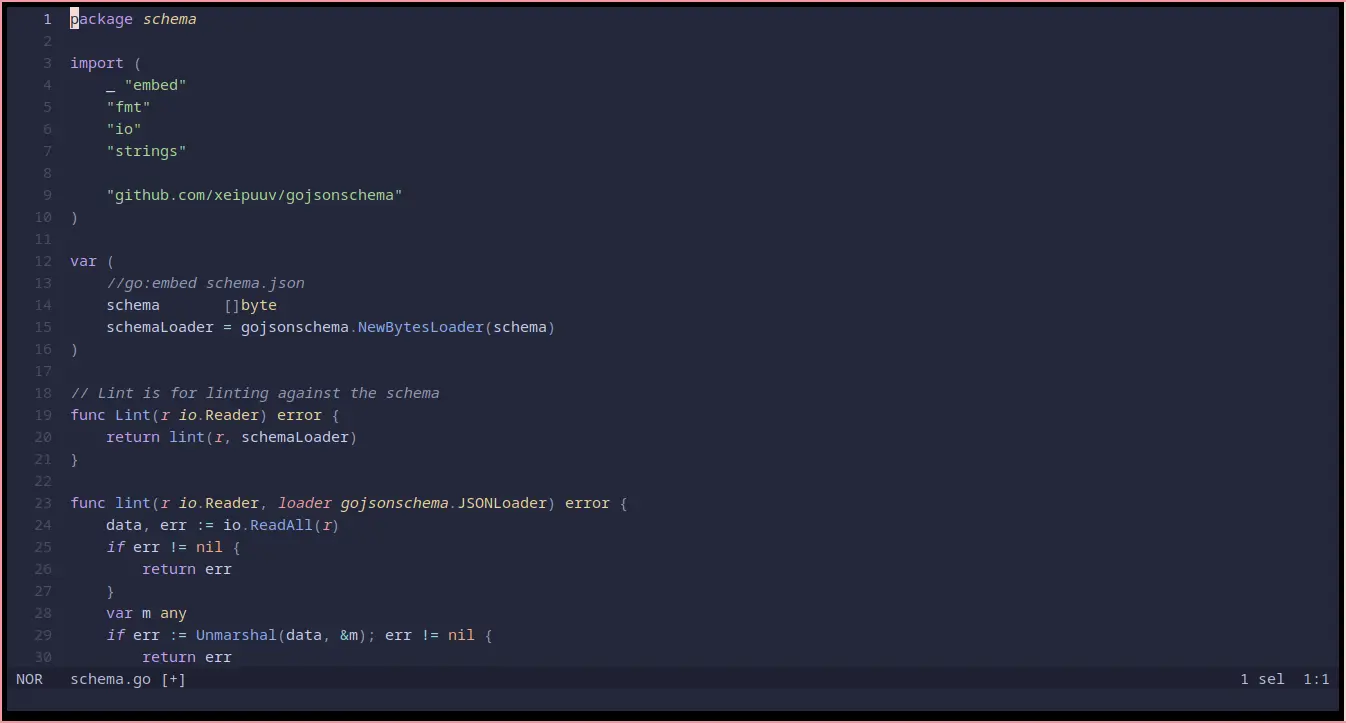 1 package schema
2
3 import (
4     _ "embed"
5     "fmt"
6     "io"
7     "strings"
8
9     "github.com/xeipuuv/gojsonschema"
10 )
11
12 var (
13     //go:embed schema.json
14     schema       []byte
15     schemaLoader = gojsonschema.NewBytesLoader(schema)
16 )
17
18 // Lint is for linting against the schema
19 func Lint(r io.Reader) error {
20     return lint(r, schemaLoader)
21 }
22
23 func lint(r io.Reader, loader gojsonschema.JSONLoader) error {
24     data, err := io.ReadAll(r)
25     if err != nil {
26         return err
27     }
28     var m any
29     if err := Unmarshal(data, &m); err != nil {
30         return err
NOR   schema.go [+]   1 sel  1:1